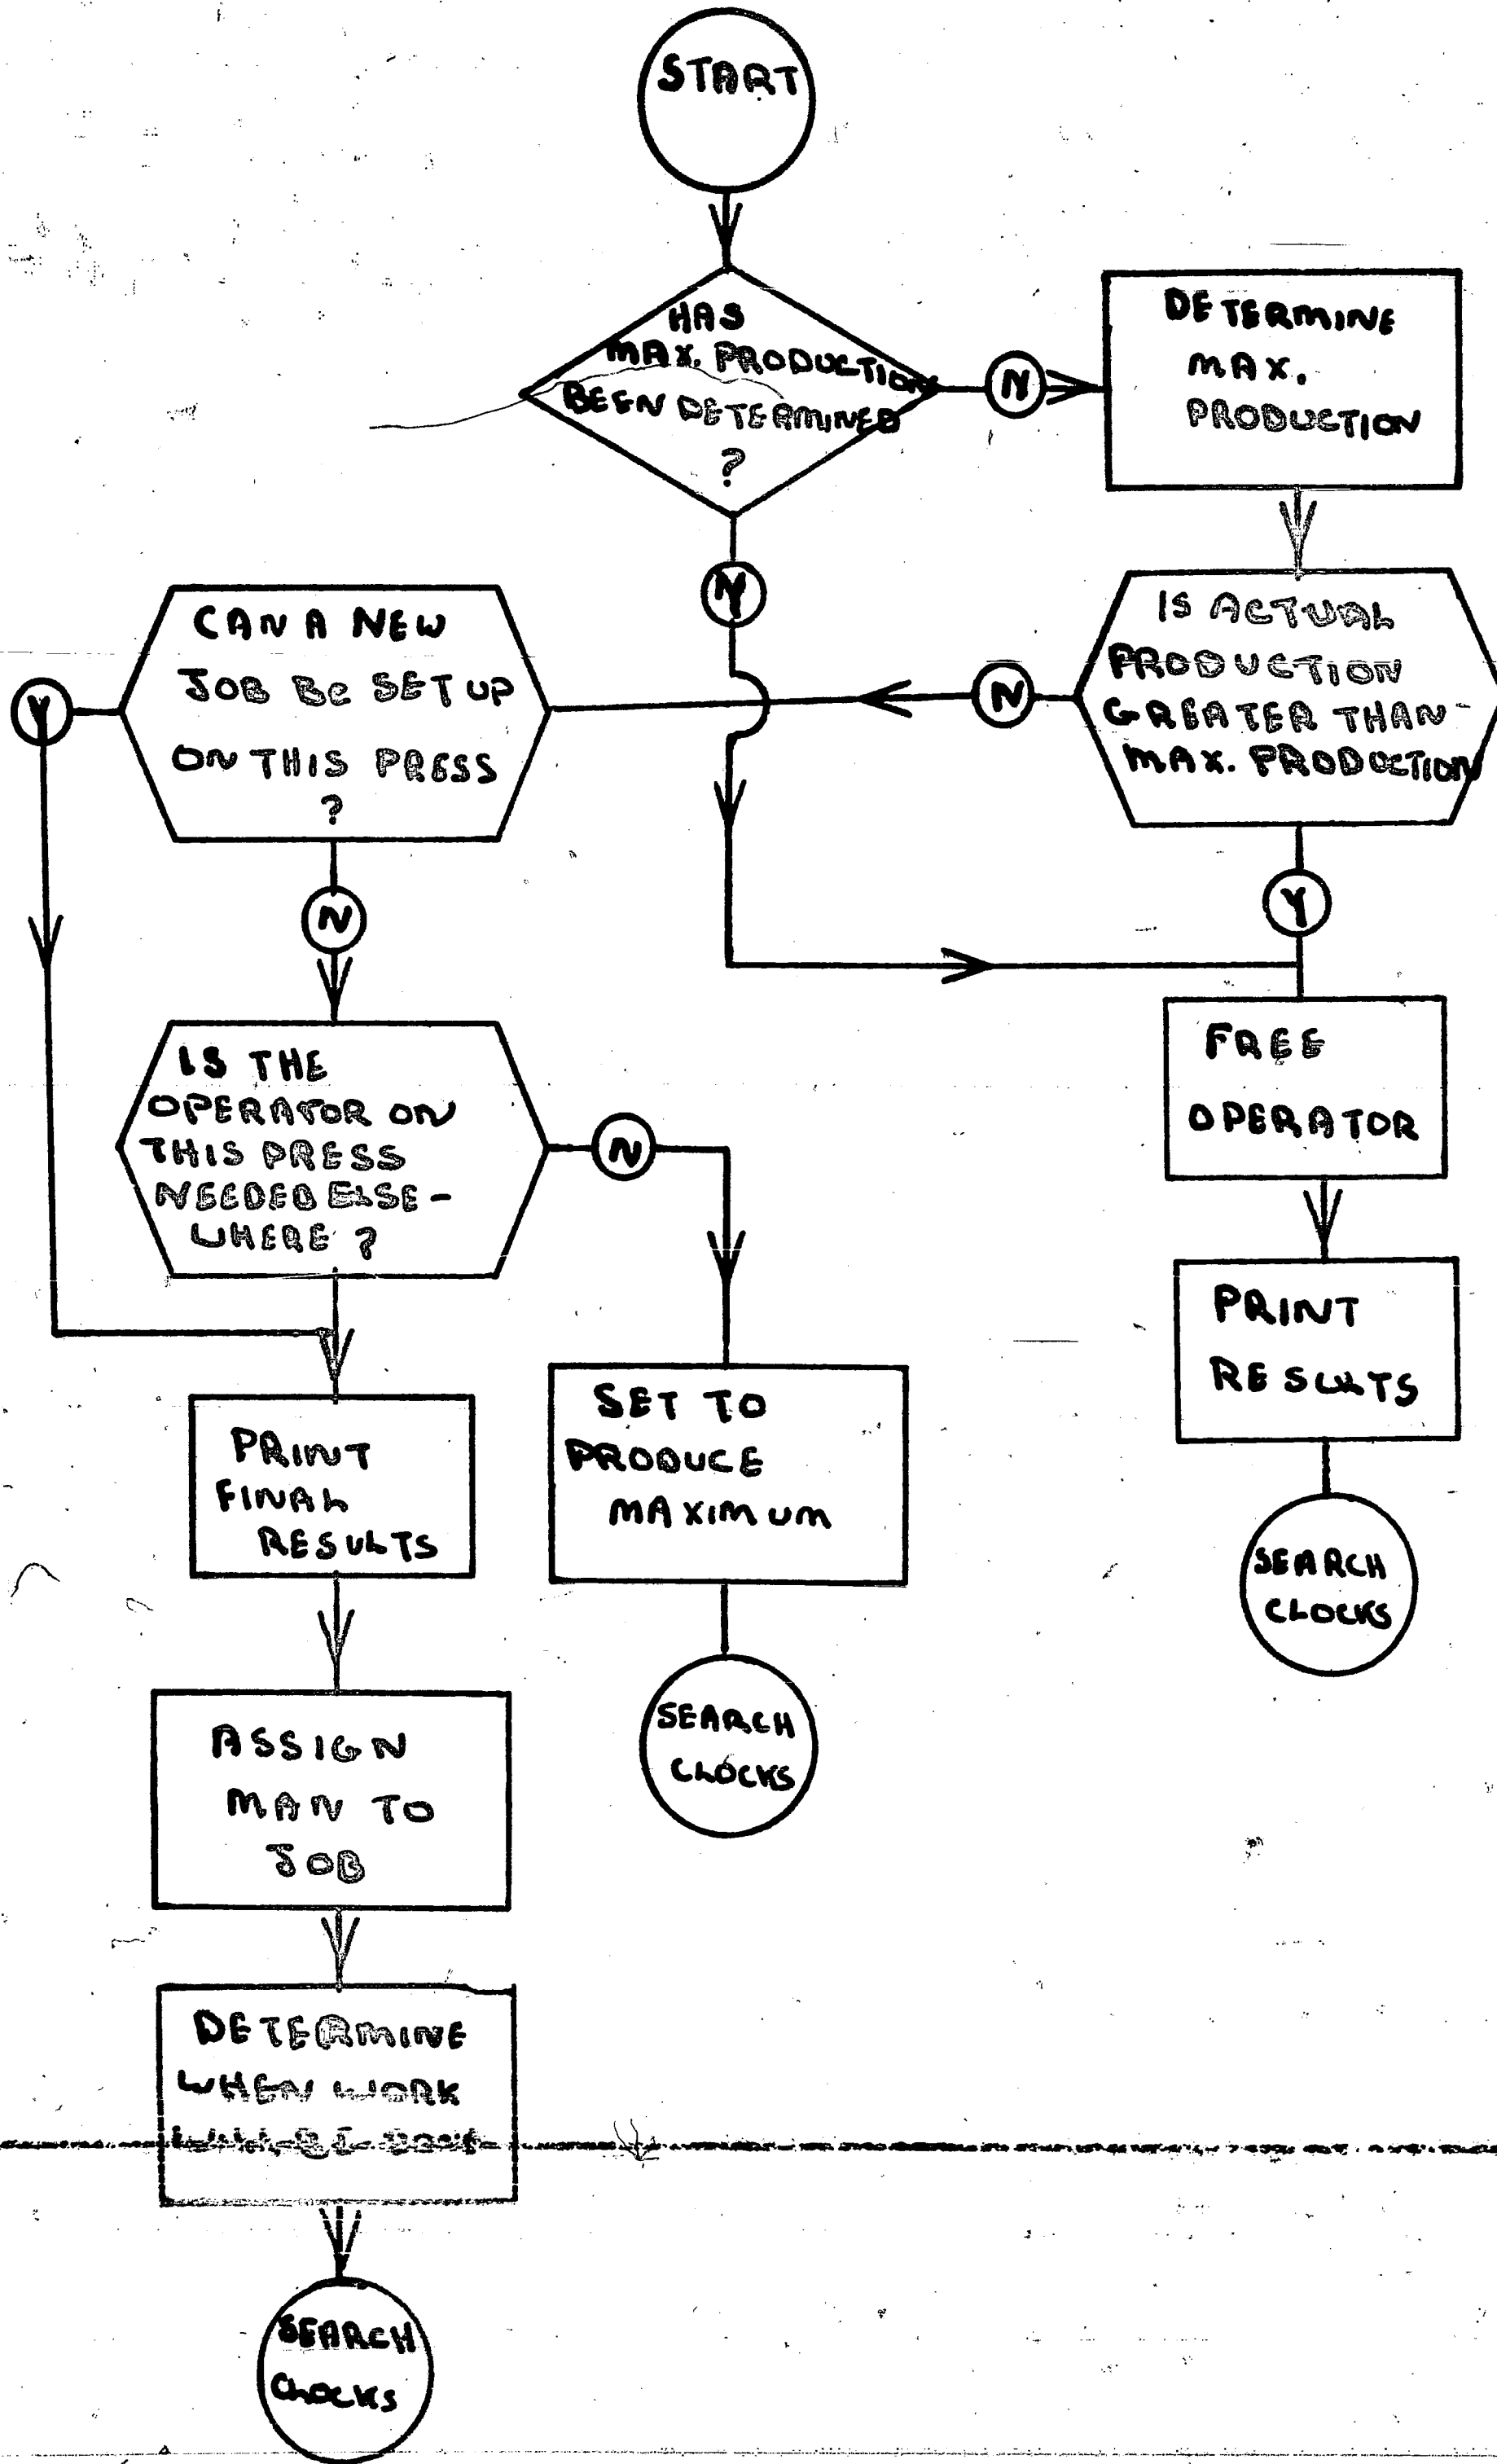 START
HAS
MAX. PRODUCTION
BEEN DETERMINED
?
N
DETERMINE
MAX.
PRODUCTION
Y
IS ACTUAL
PRODUCTION
GREATER THAN
MAX. PRODUCTION
N
Y
CAN A NEW
JOB BE SET UP
ON THIS PRESS
?
Y
N
IS THE
OPERATOR ON
THIS PRESS
NEEDED ELSE-
WHERE ?
N
FREE
OPERATOR
PRINT
RESULTS
SEARCH
CLOCKS
SET TO
PRODUCE
MAXIMUM
SEARCH
CLOCKS
PRINT
FINAL
RESULTS
ASSIGN
MAN TO
JOB
DETERMINE
WHEN WORK
WILL BE
SEARCH
CLOCKS